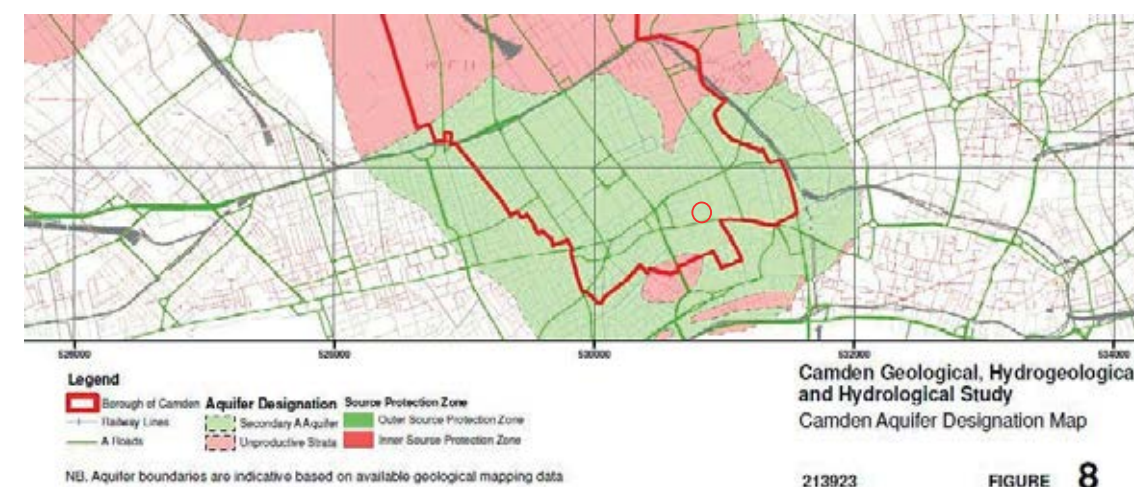 526000 528000 530000 532000 534000
Legend
Borough of Camden
Railway Lines
A Roads
Aquifer Designation
Secondary A Aquifer
Unproductive Strata
Source Protection Zone
Outer Source Protection Zone
Inner Source Protection Zone
NB. Aquifer boundaries are indicative based on available geological mapping data
Camden Geological, Hydrogeologica
and Hydrological Study
Camden Aquifer Designation Map
213923 FIGURE 8